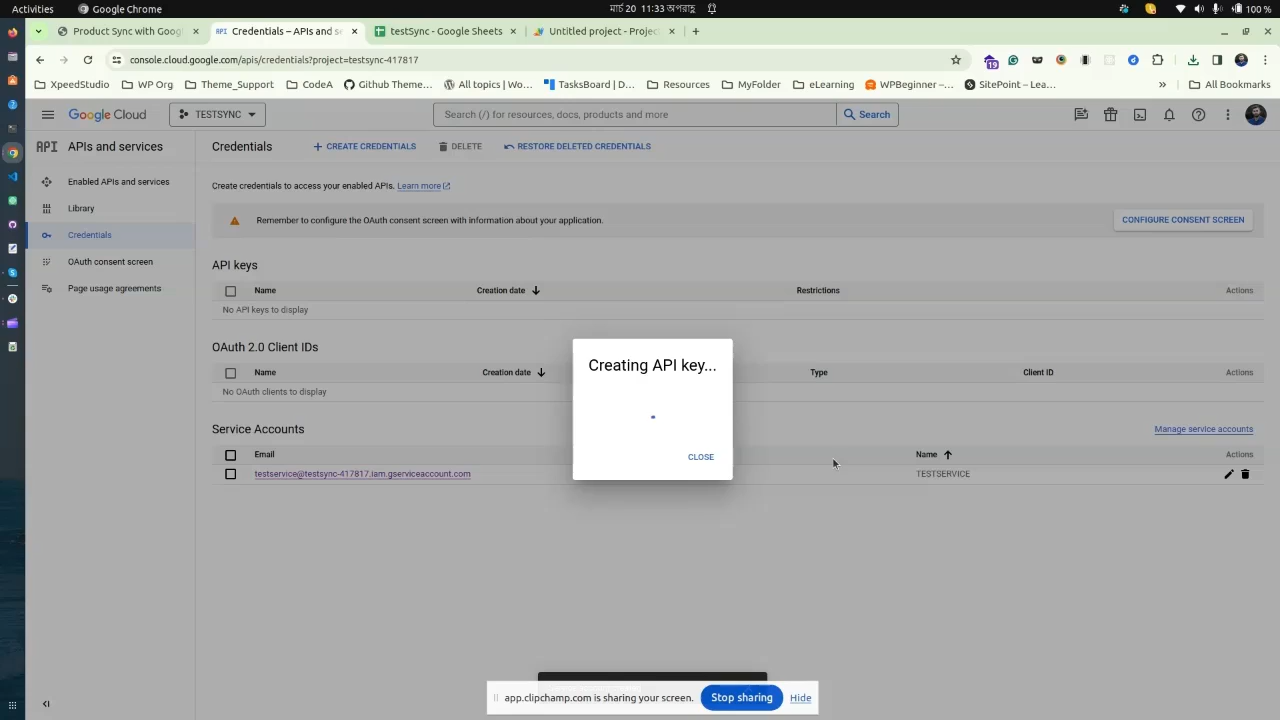 Activities Google Chrome মার্চ 20 11:33 অপরাহ্ণ 100 %
Product Sync with Goog API Credentials – APIs and se testSync - Google Sheets Untitled project - Projec
console.cloud.google.com/apis/credentials?project=testsync-417817
XpeedStudio WP Org Theme_Support CodeA Github Theme... All topics | Wo... TasksBoard | D... Resources MyFolder eLearning WPBeginner –... SitePoint – Lea... » All Bookmarks
Google Cloud TESTSYNC Search (/) for resources, docs, products and more Search
API APIs and services Credentials + CREATE CREDENTIALS DELETE RESTORE DELETED CREDENTIALS
Enabled APIs and services
Library
Credentials
OAuth consent screen
Page usage agreements
Create credentials to access your enabled APIs. Learn more
Remember to configure the OAuth consent screen with information about your application. CONFIGURE CONSENT SCREEN
API keys
Name Creation date Restrictions Actions
No API keys to display
OAuth 2.0 Client IDs
Name Creation date Type Client ID Actions
No OAuth clients to display
Service Accounts Manage service accounts
Email Name Actions
testservice@testsync-417817.iam.gserviceaccount.com TESTSERVICE
Creating API key...
CLOSE
app.clipchamp.com is sharing your screen. Stop sharing Hide